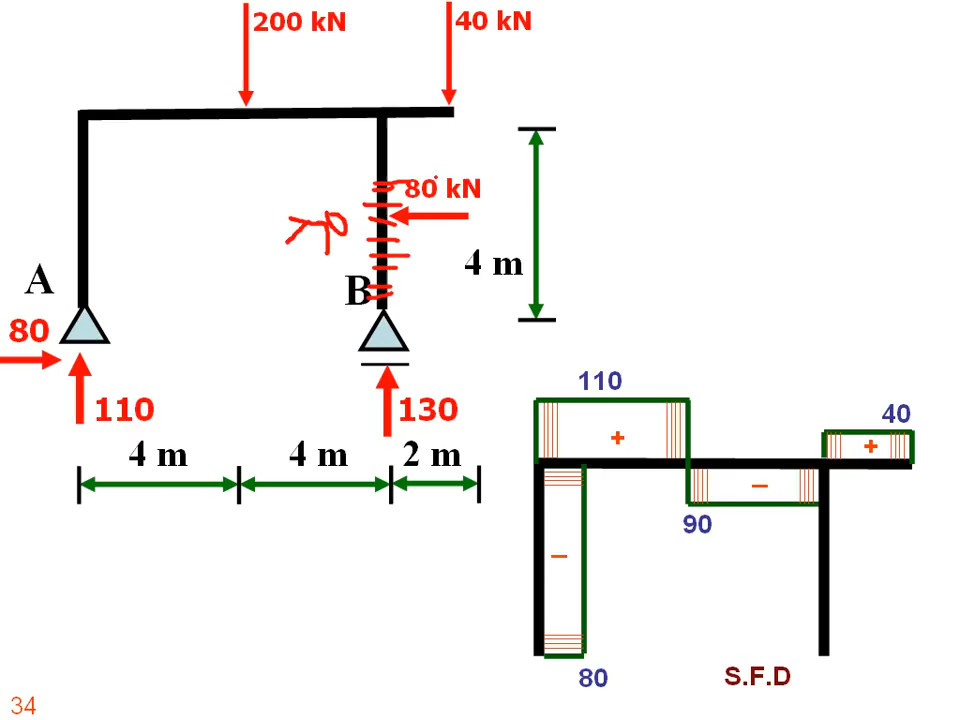 200 kN
40 kN
80 kN
4 m
A
B
80
110
130
4 m
4 m
2 m
110
40
+
+
–
90
–
80
S.F.D
34